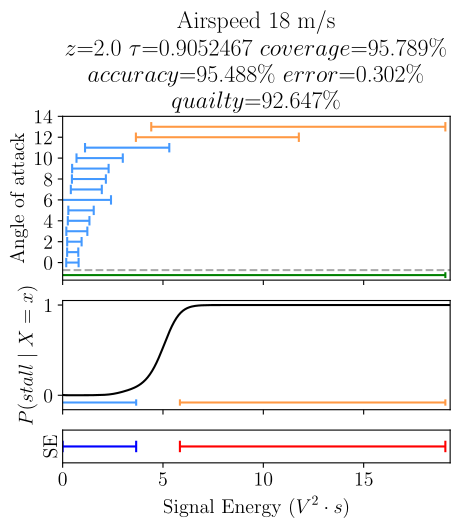 Airspeed 18 m/s
z=2.0 τ=0.9052467 coverage=95.789%
accuracy=95.488% error=0.302%
quailty=92.647%
14
12
10
8
6
4
2
0
Angle of attack
1
0
P(stall | X = x)
SE
0 5 10 15
Signal Energy (V² · s)